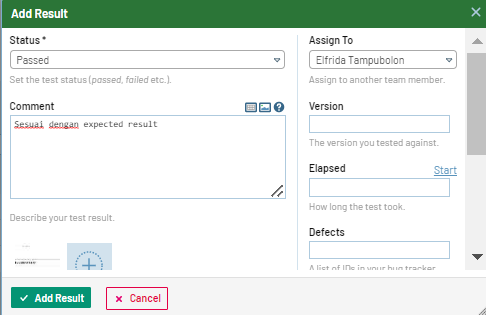 Add Result
Status *
Passed
Set the test status (passed, failed etc.).
Comment
Sesuai dengan expected result
Describe your test result.
Assign To
Elfrida Tampubolon
Assign to another team member.
Version
The version you tested against.
Elapsed Start
How long the test took.
Defects
A list of IDs in your bug tracker.
Add Result
Cancel